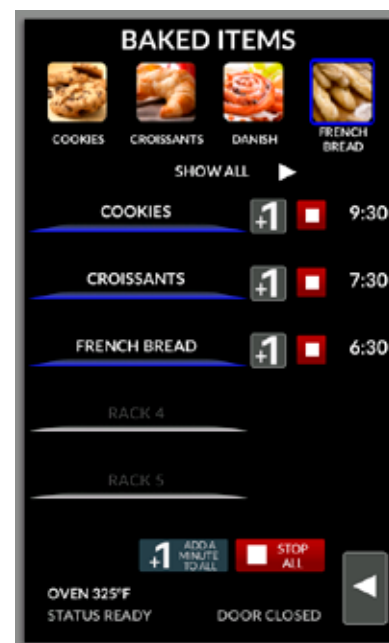 BAKED ITEMS
COOKIES
CROISSANTS
DANISH
FRENCH
BREAD
SHOW ALL
COOKIES +1 9:30
CROISSANTS +1 7:30
FRENCH BREAD +1 6:30
RACK 4
RACK 5
+1 ADD A
MINUTE
TO ALL
STOP
ALL
OVEN 325°F
STATUS READY DOOR CLOSED